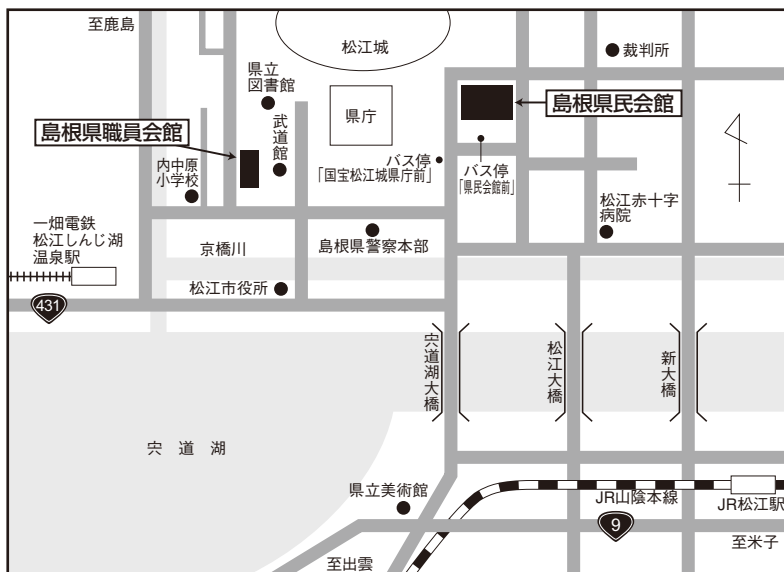 至鹿島
松江城
裁判所
県立
図書館
島根県民会館
県庁
島根県職員会館
武道館
バス停
「国宝松江城県庁前」
バス停
「県民会館前」
内中原
小学校
松江赤十字
病院
一畑電鉄
松江しんじ湖
温泉駅
京橋川
島根県警察本部
松江市役所
431
宍道湖大橋
松江大橋
新大橋
宍道湖
県立美術館
JR山陰本線
JR松江駅
9
至米子
至出雲